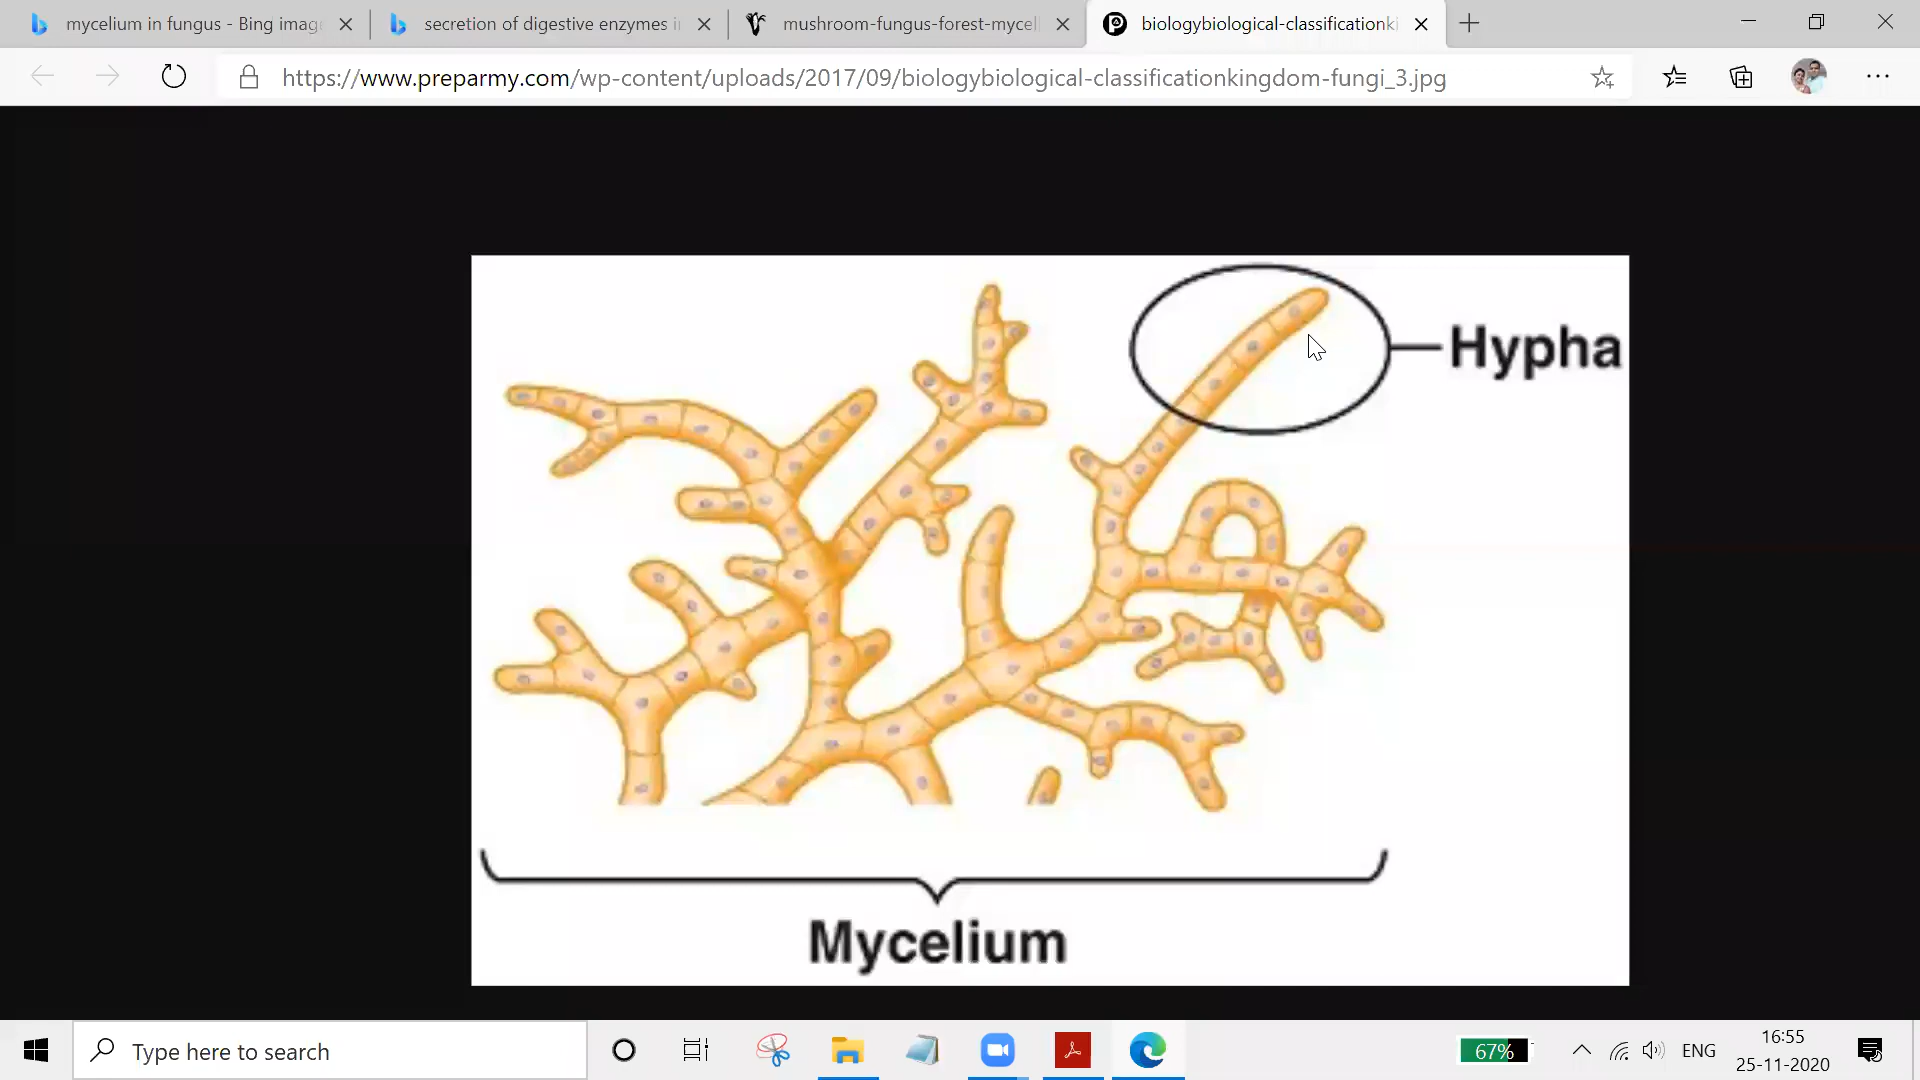 mycelium in fungus - Bing imag
secretion of digestive enzymes i
mushroom-fungus-forest-mycel
biologybiological-classificationki
https://www.preparmy.com/wp-content/uploads/2017/09/biologybiological-classificationkingdom-fungi_3.jpg
Hypha
Mycelium
Type here to search
67%
ENG
16:55
25-11-2020